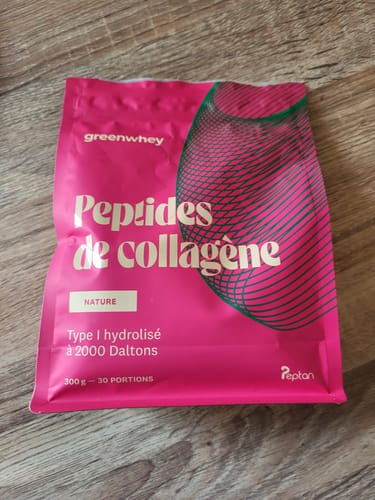 greenwhey
Peptides
de collagène
NATURE
Type I hydrolisé
à 2000 Daltons
300 g — 30 PORTIONS
Peptan